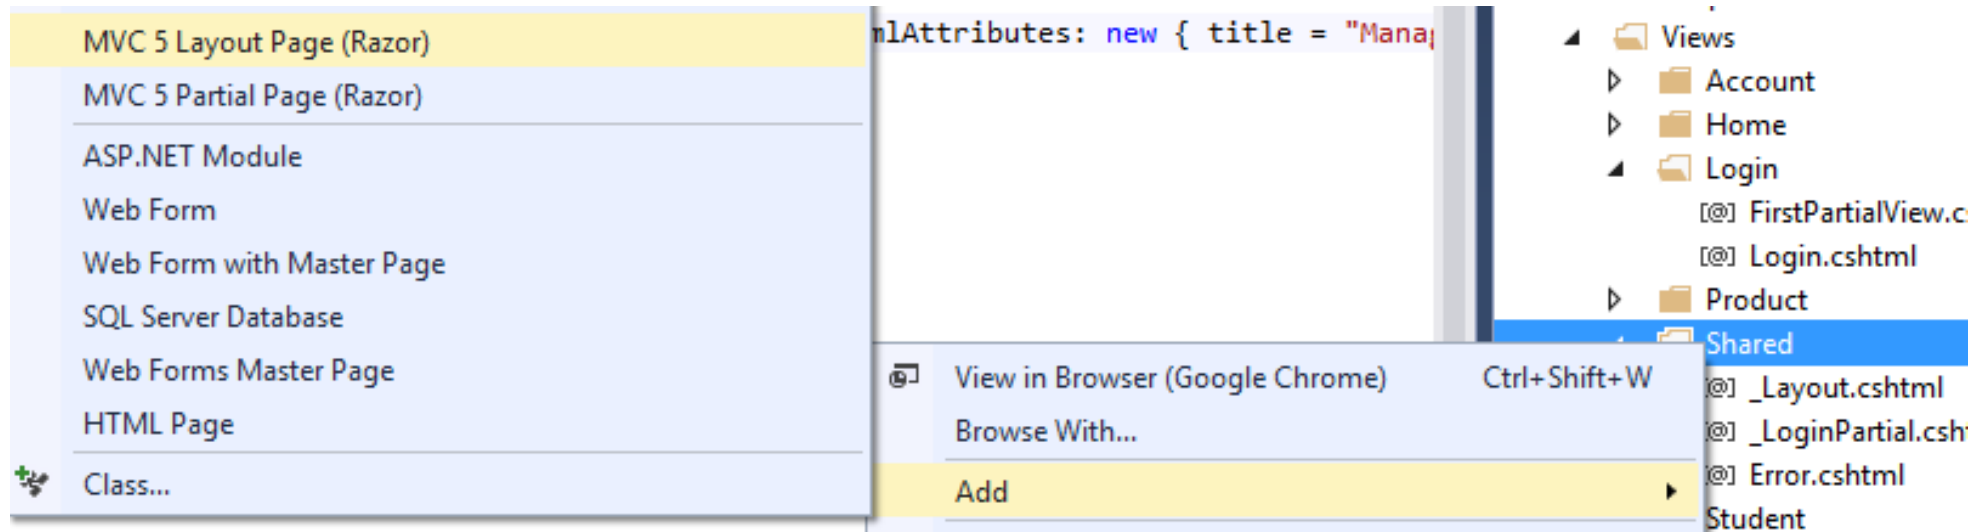 MVC 5 Layout Page (Razor)
MVC 5 Partial Page (Razor)
ASP.NET Module
Web Form
Web Form with Master Page
SQL Server Database
Web Forms Master Page
HTML Page
Class...
mlAttributes: new { title = "Manag
View in Browser (Google Chrome) Ctrl+Shift+W
Browse With...
Add
Views
Account
Home
Login
[@] FirstPartialView.c
[@] Login.cshtml
Product
Shared
[@] _Layout.cshtml
[@] _LoginPartial.csh
[@] Error.cshtml
Student